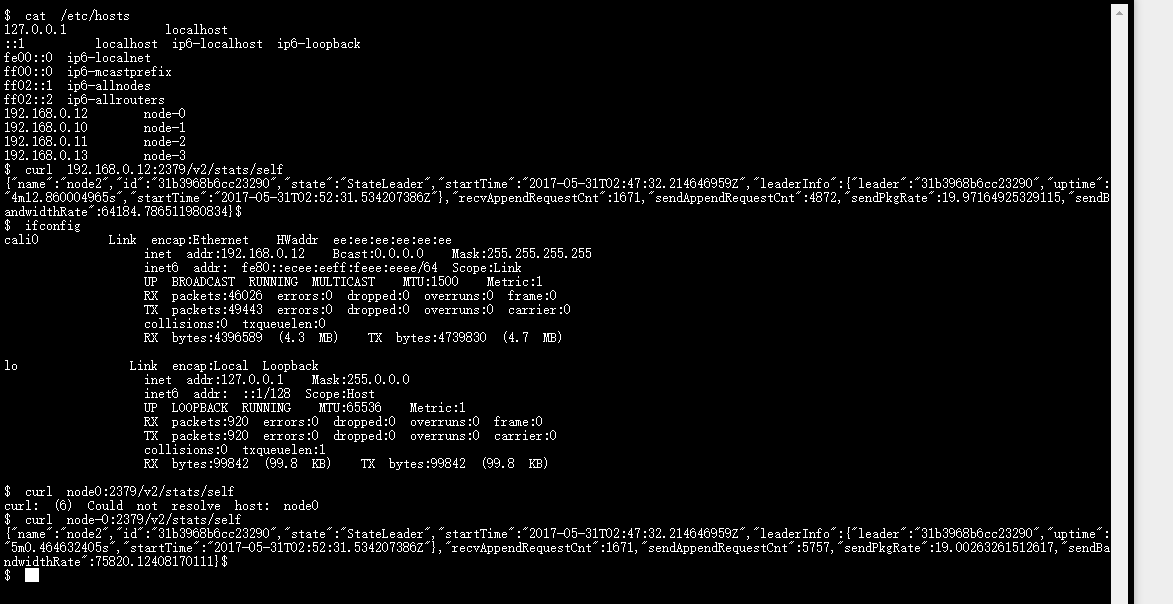 $ cat /etc/hosts
127.0.0.1 localhost
::1 localhost ip6-localhost ip6-loopback
fe00::0 ip6-localnet
ff00::0 ip6-mcastprefix
ff02::1 ip6-allnodes
ff02::2 ip6-allrouters
192.168.0.12 node-0
192.168.0.10 node-1
192.168.0.11 node-2
192.168.0.13 node-3
$ curl 192.168.0.12:2379/v2/stats/self
{"name":"node2","id":"31b3968b6cc23290","state":"StateLeader","startTime":"2017-05-31T02:47:32.214646959Z","leaderInfo":{"leader":"31b3968b6cc23290","uptime":
"4m12.860004965s","startTime":"2017-05-31T02:52:31.534207386Z"},"recvAppendRequestCnt":1671,"sendAppendRequestCnt":4872,"sendPkgRate":19.97164925329115,"sendB
andwidthRate":64184.786511980834}$
$ ifconfig
cali0 Link encap:Ethernet HWaddr ee:ee:ee:ee:ee:ee
inet addr:192.168.0.12 Bcast:0.0.0.0 Mask:255.255.255.255
inet6 addr: fe80::ecee:eeff:feee:eeee/64 Scope:Link
UP BROADCAST RUNNING MULTICAST MTU:1500 Metric:1
RX packets:46026 errors:0 dropped:0 overruns:0 frame:0
TX packets:49443 errors:0 dropped:0 overruns:0 carrier:0
collisions:0 txqueuelen:0
RX bytes:4396589 (4.3 MB) TX bytes:4739830 (4.7 MB)
lo Link encap:Local Loopback
inet addr:127.0.0.1 Mask:255.0.0.0
inet6 addr: ::1/128 Scope:Host
UP LOOPBACK RUNNING MTU:65536 Metric:1
RX packets:920 errors:0 dropped:0 overruns:0 frame:0
TX packets:920 errors:0 dropped:0 overruns:0 carrier:0
collisions:0 txqueuelen:1
RX bytes:99842 (99.8 KB) TX bytes:99842 (99.8 KB)
$ curl node0:2379/v2/stats/self
curl: (6) Could not resolve host: node0
$ curl node-0:2379/v2/stats/self
{"name":"node2","id":"31b3968b6cc23290","state":"StateLeader","startTime":"2017-05-31T02:47:32.214646959Z","leaderInfo":{"leader":"31b3968b6cc23290","uptime":
"5m0.464632405s","startTime":"2017-05-31T02:52:31.534207386Z"},"recvAppendRequestCnt":1671,"sendAppendRequestCnt":5757,"sendPkgRate":19.00263261512617,"sendBa
ndwidthRate":75820.12408170111}$
$